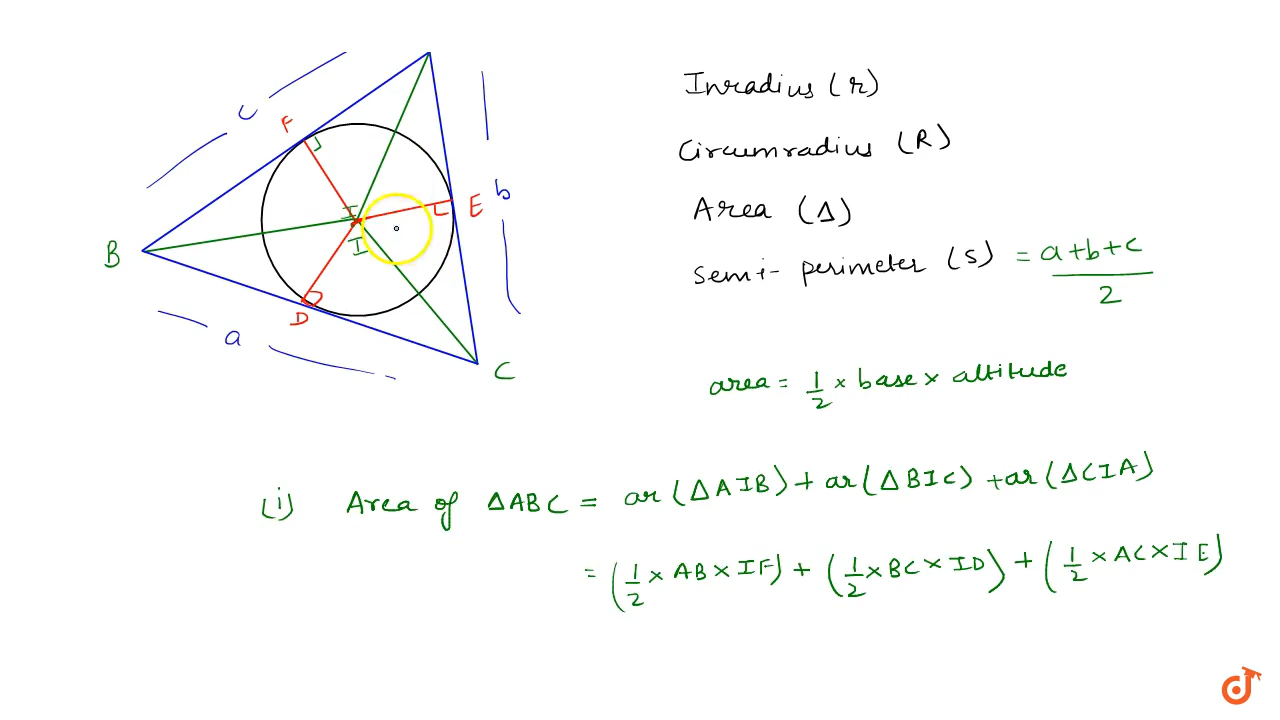 Inradius (r)
c
F
Circumradius (R)
I
E
b
Area (Δ)
B
I
Semi- perimeter (s) = a+b+c
2
D
a
C
area = 1/2 × base × altitude
(i) Area of ΔABC = ar (ΔAIB) + ar (ΔBIC) + ar (ΔCIA)
= (1/2 × AB × IF) + (1/2 × BC × ID) + (1/2 × AC × IE)